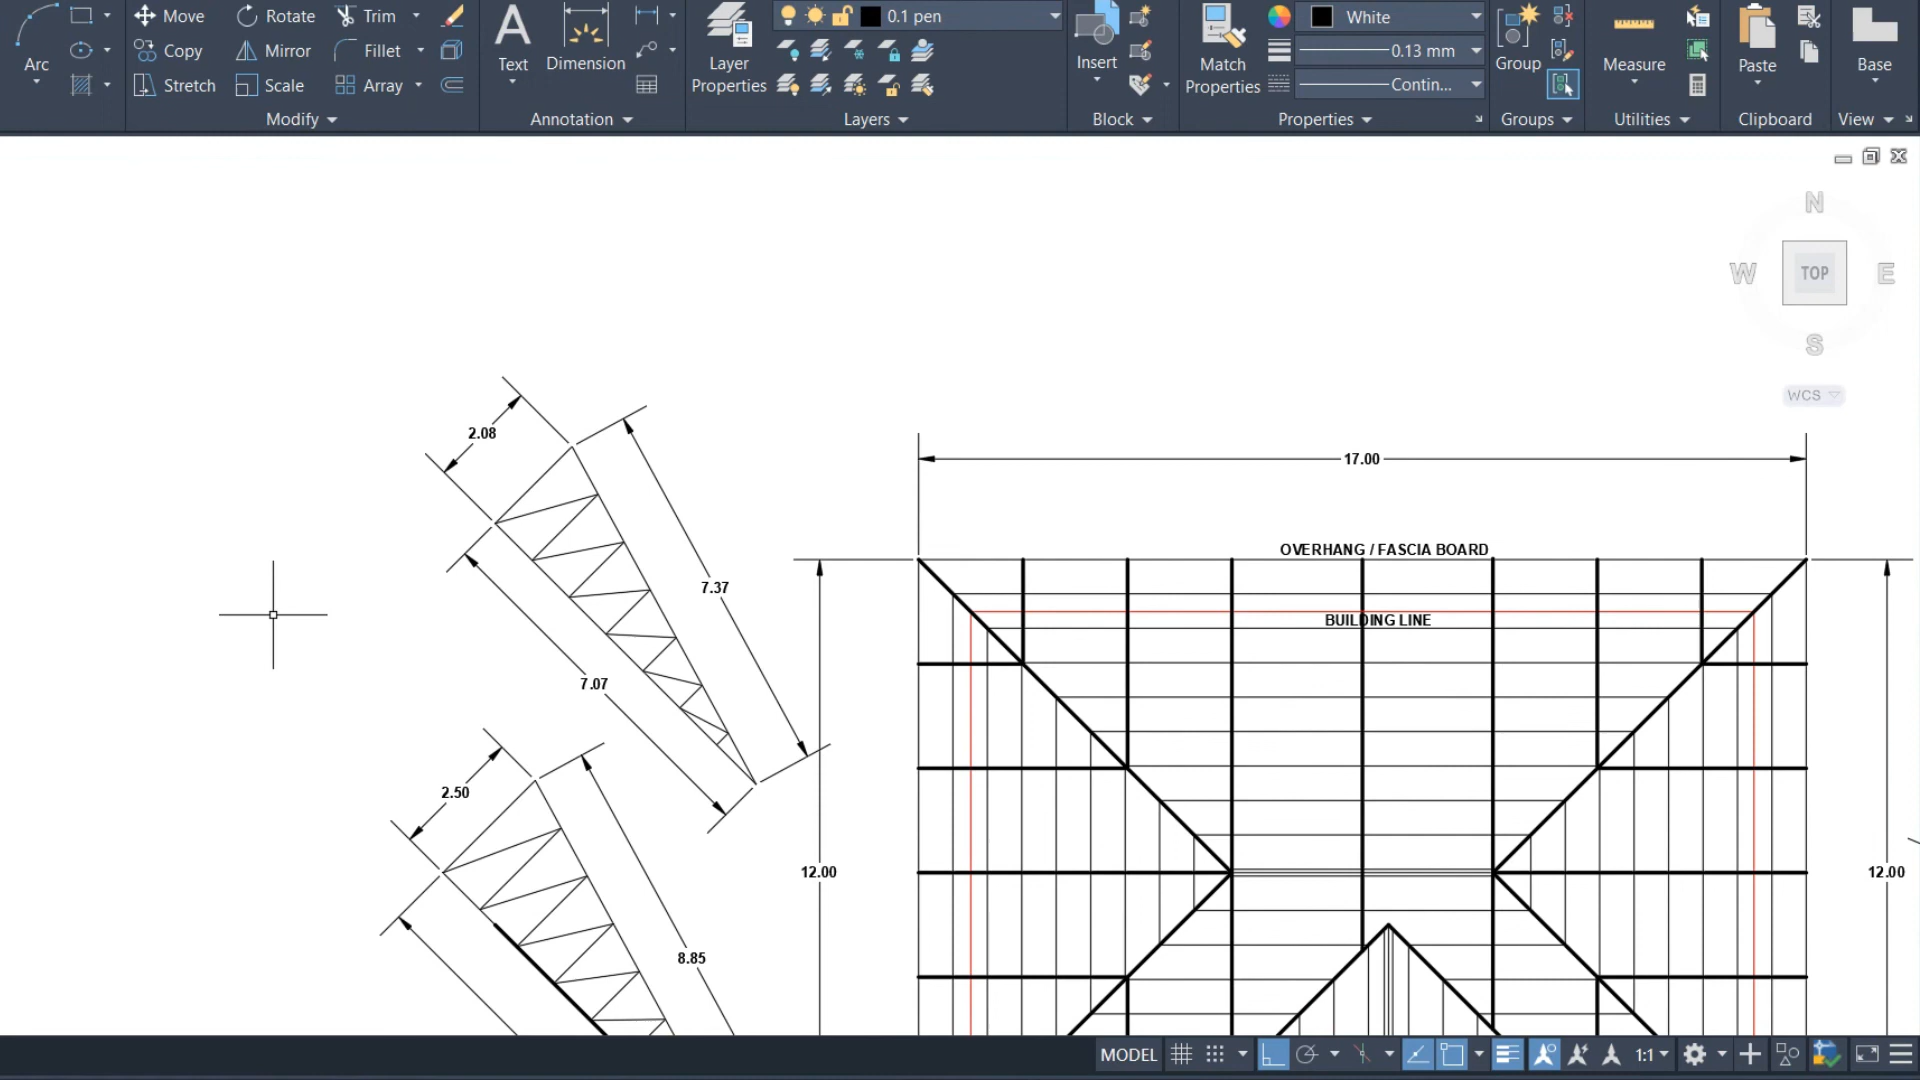 Arc
Move
Rotate
Trim
Copy
Mirror
Fillet
Stretch
Scale
Array
Modify
Text
Dimension
Annotation
Layer
Properties
0.1 pen
Layers
Insert
Block
Match
Properties
White
0.13 mm
Contin...
Properties
Group
Groups
Measure
Utilities
Paste
Clipboard
Base
View
N
W
TOP
E
S
WCS
2.08
7.37
7.07
2.50
8.85
17.00
OVERHANG / FASCIA BOARD
BUILDING LINE
12.00
12.00
MODEL
1:1